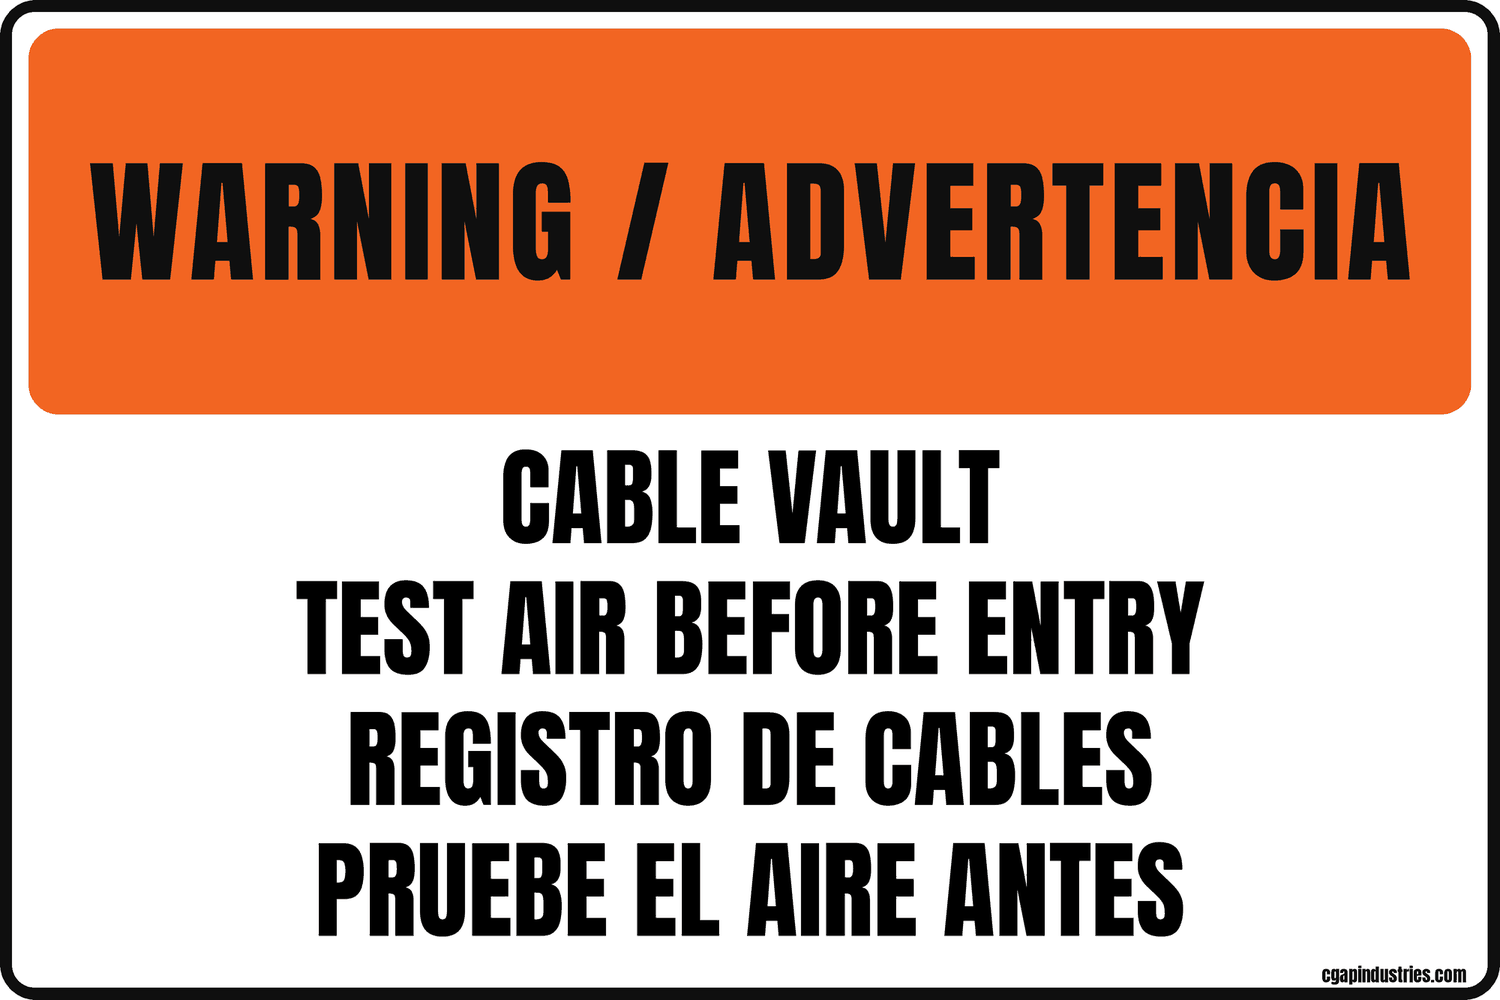 WARNING / ADVERTENCIA
CABLE VAULT
TEST AIR BEFORE ENTRY
REGISTRO DE CABLES
PRUEBE EL AIRE ANTES
cgapindustries.com